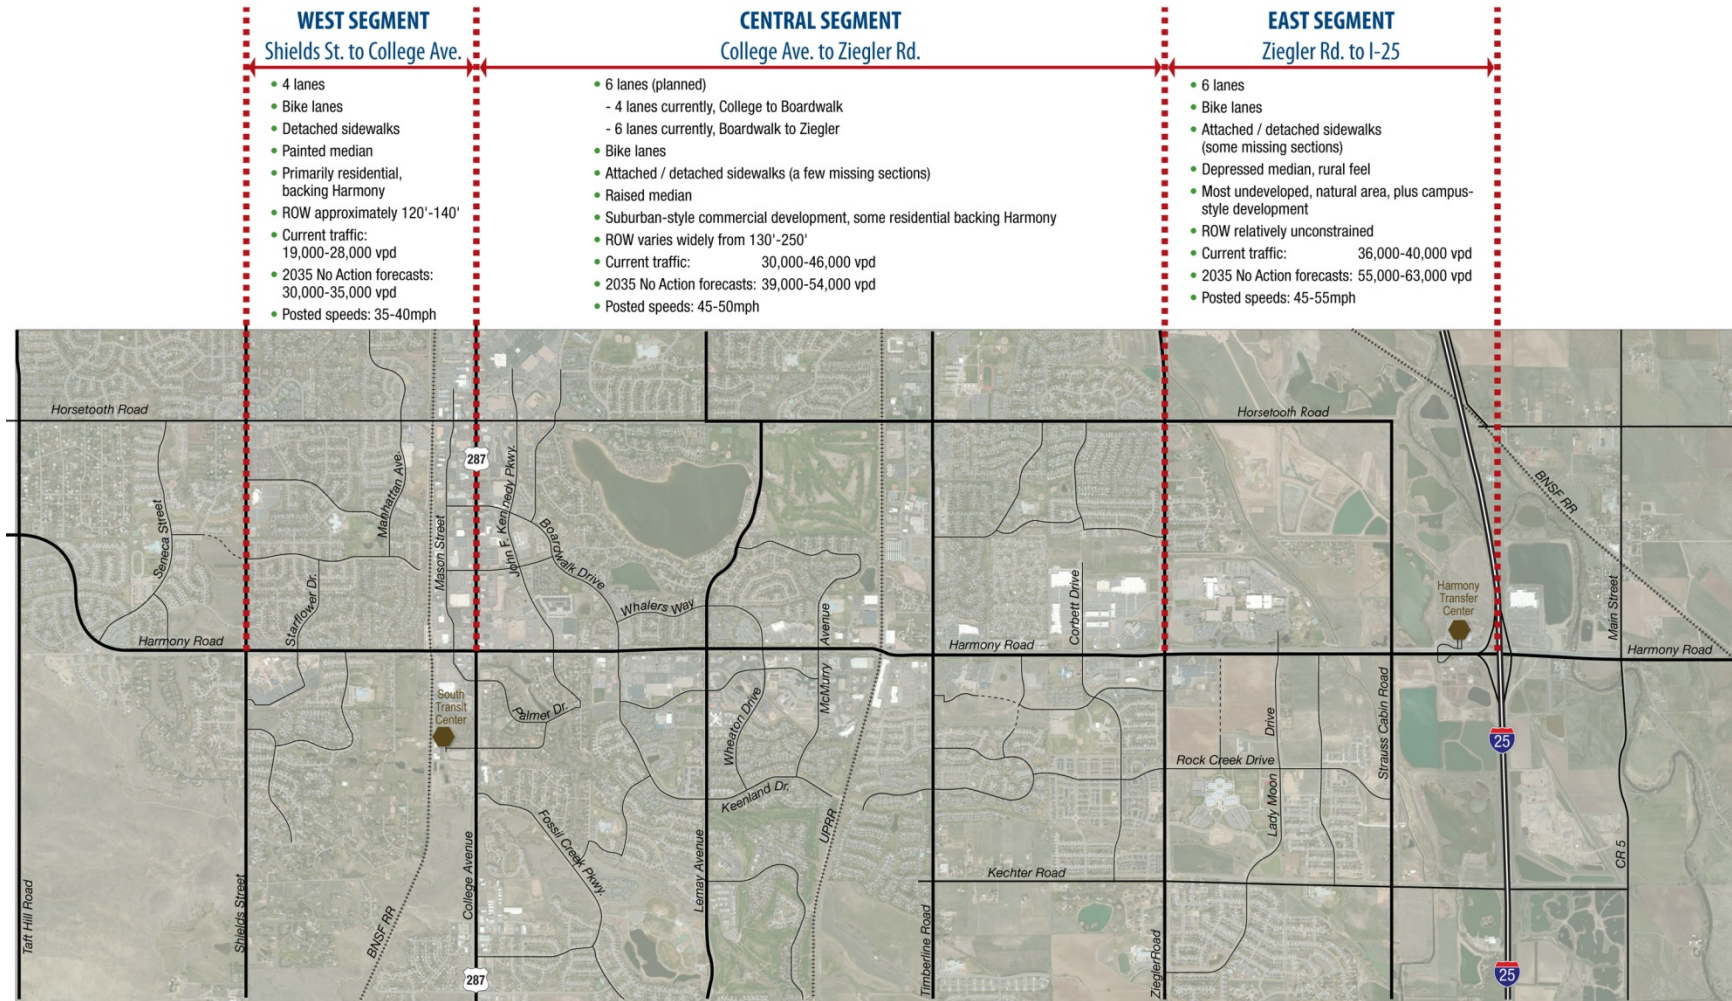 WEST SEGMENT
Shields St. to College Ave.
• 4 lanes
• Bike lanes
• Detached sidewalks
• Painted median
• Primarily residential,
backing Harmony
• ROW approximately 120'-140'
• Current traffic:
19,000-28,000 vpd
• 2035 No Action forecasts:
30,000-35,000 vpd
• Posted speeds: 35-40mph
CENTRAL SEGMENT
College Ave. to Ziegler Rd.
• 6 lanes (planned)
- 4 lanes currently, College to Boardwalk
- 6 lanes currently, Boardwalk to Ziegler
• Bike lanes
• Attached / detached sidewalks (a few missing sections)
• Raised median
• Suburban-style commercial development, some residential backing Harmony
• ROW varies widely from 130'-250'
• Current traffic: 30,000-46,000 vpd
• 2035 No Action forecasts: 39,000-54,000 vpd
• Posted speeds: 45-50mph
EAST SEGMENT
Ziegler Rd. to I-25
• 6 lanes
• Bike lanes
• Attached / detached sidewalks
(some missing sections)
• Depressed median, rural feel
• Most undeveloped, natural area, plus campus-
style development
• ROW relatively unconstrained
• Current traffic: 36,000-40,000 vpd
• 2035 No Action forecasts: 55,000-63,000 vpd
• Posted speeds: 45-55mph
Horsetooth Road
Horsetooth Road
287
BNSF RR
Seneca Street
Manhattan Ave.
Mason Street
John F. Kennedy Pkwy.
Boardwalk Drive
Starflower Dr.
Whalers Way
Avenue
McMurry
Corbett Drive
Harmony
Transfer
Center
Main Street
Harmony Road
Harmony Road
Harmony Road
South
Transit
Center
Palmer Dr.
Wheaton Drive
Drive
Lady Moon
Strauss Cabin Road
25
Rock Creek Drive
Keenland Dr.
Fossil Creek Pkwy.
UPRR
Kechter Road
CR 5
Taft Hill Road
Shields Street
BNSF RR
College Avenue
Lemay Avenue
Timberline Road
ZieglerRoad
287
25